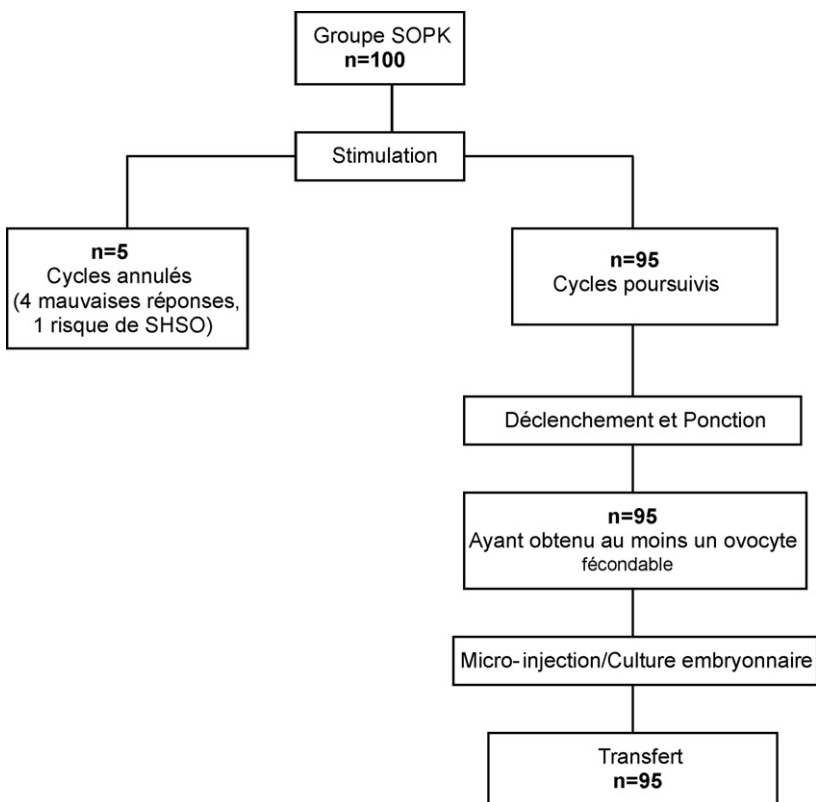 Groupe SOPK
n=100
Stimulation
n=5
Cycles annulés
(4 mauvaises réponses,
1 risque de SHSO)
n=95
Cycles poursuivis
Déclenchement et Ponction
n=95
Ayant obtenu au moins un ovocyte
fécondable
Micro-injection/Culture embryonnaire
Transfert
n=95